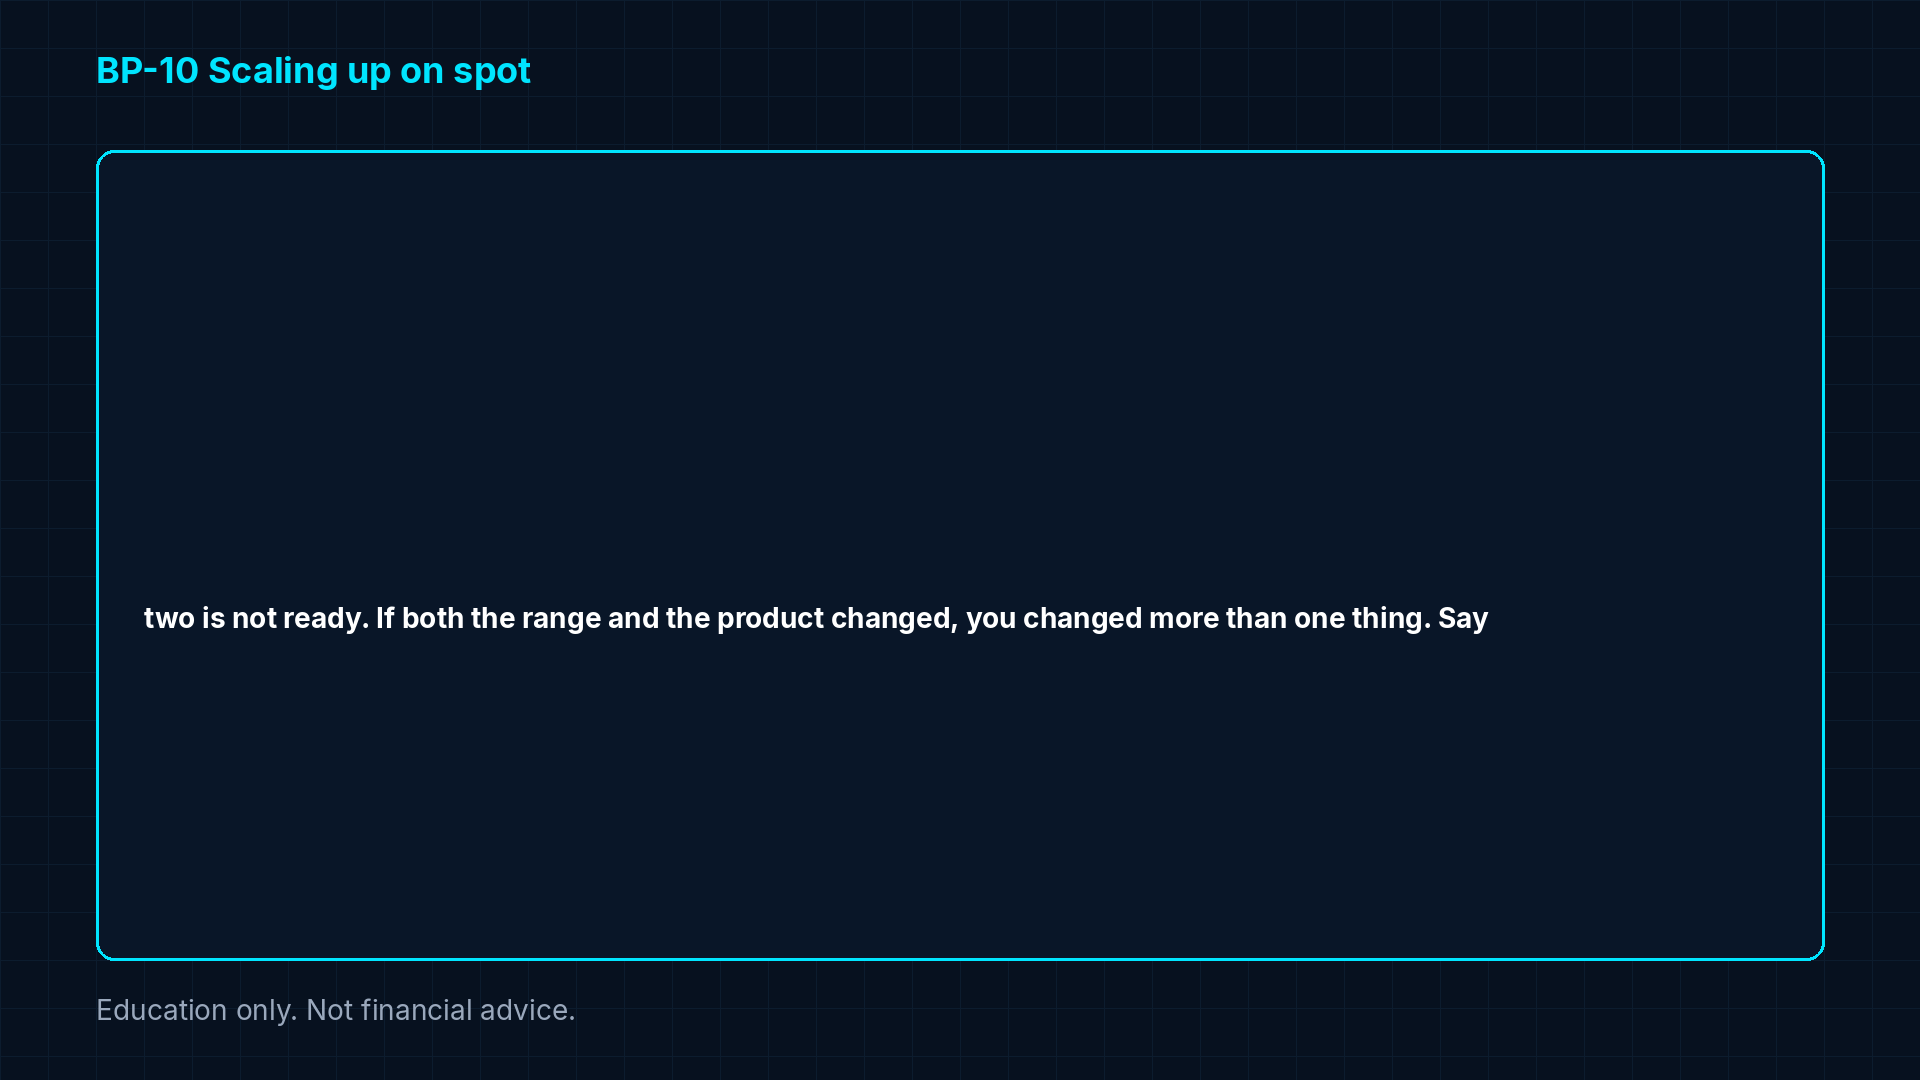 BP-10 Scaling up on spot
two is not ready. If both the range and the product changed, you changed more than one thing. Say
Education only. Not financial advice.